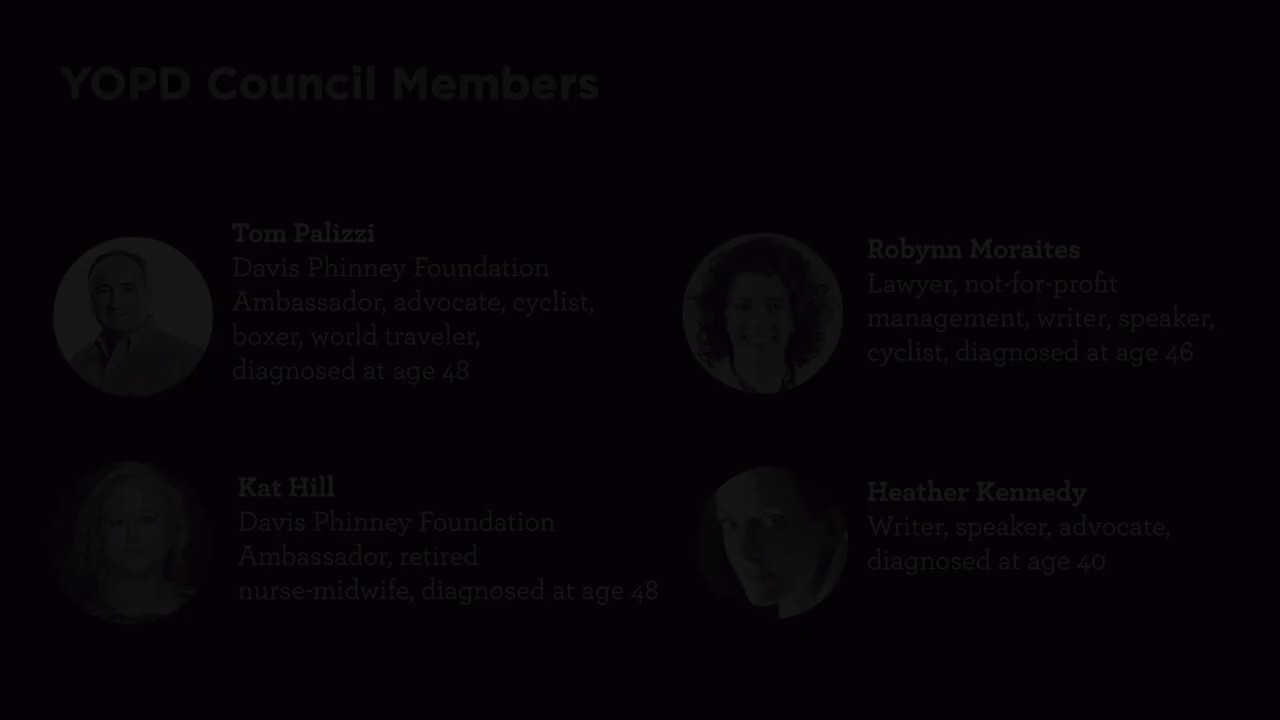 YOPD Council Members
Tom Palizzi
Davis Phinney Foundation
Ambassador, advocate, cyclist,
boxer, world traveler,
diagnosed at age 48
Robynn Moraites
Lawyer, not-for-profit
management, writer, speaker,
cyclist, diagnosed at age 46
Kat Hill
Davis Phinney Foundation
Ambassador, retired
nurse-midwife, diagnosed at age 48
Heather Kennedy
Writer, speaker, advocate,
diagnosed at age 40